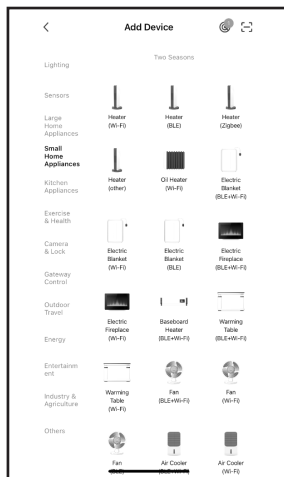 Add Device
Lighting
Sensors
Large
Home
Appliances
Small
Home
Appliances
Kitchen
Appliances
Exercise
& Health
Camera
& Lock
Gateway
Control
Outdoor
Travel
Energy
Entertainm
ent
Industry &
Agriculture
Others
Two Seasons
Heater
(Wi-Fi)
Heater
(BLE)
Heater
(Zigbee)
Heater
(other)
Oil Heater
(Wi-Fi)
Electric
Blanket
(BLE+Wi-Fi)
Electric
Blanket
(Wi-Fi)
Electric
Blanket
(BLE)
Electric
Fireplace
(BLE+Wi-Fi)
Electric
Fireplace
(Wi-Fi)
Baseboard
Heater
(BLE+Wi-Fi)
Warming
Table
(BLE+Wi-Fi)
Warming
Table
(Wi-Fi)
Fan
(BLE+Wi-Fi)
Fan
(Wi-Fi)
Fan
(BLE)
Air Cooler
(BLE+Wi-Fi)
Air Cooler
(Wi-Fi)